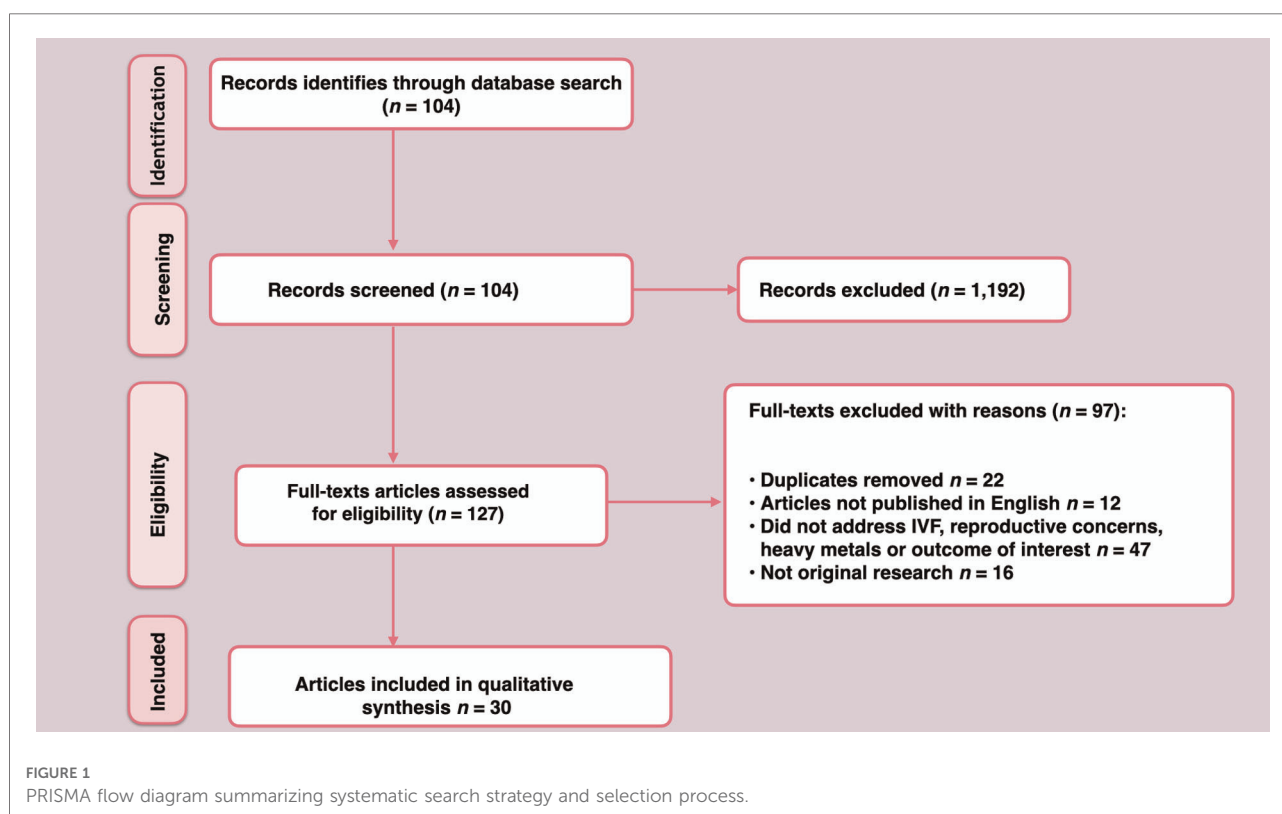 Identification
Records identifies through database search
(n = 104)
Screening
Records screened (n = 104)
Records excluded (n = 1,192)
Eligibility
Full-texts articles assessed
for eligibility (n = 127)
Full-texts excluded with reasons (n = 97):
• Duplicates removed n = 22
• Articles not published in English n = 12
• Did not address IVF, reproductive concerns,
heavy metals or outcome of interest n = 47
• Not original research n = 16
Included
Articles included in qualitative
synthesis n = 30
FIGURE 1
PRISMA flow diagram summarizing systematic search strategy and selection process.